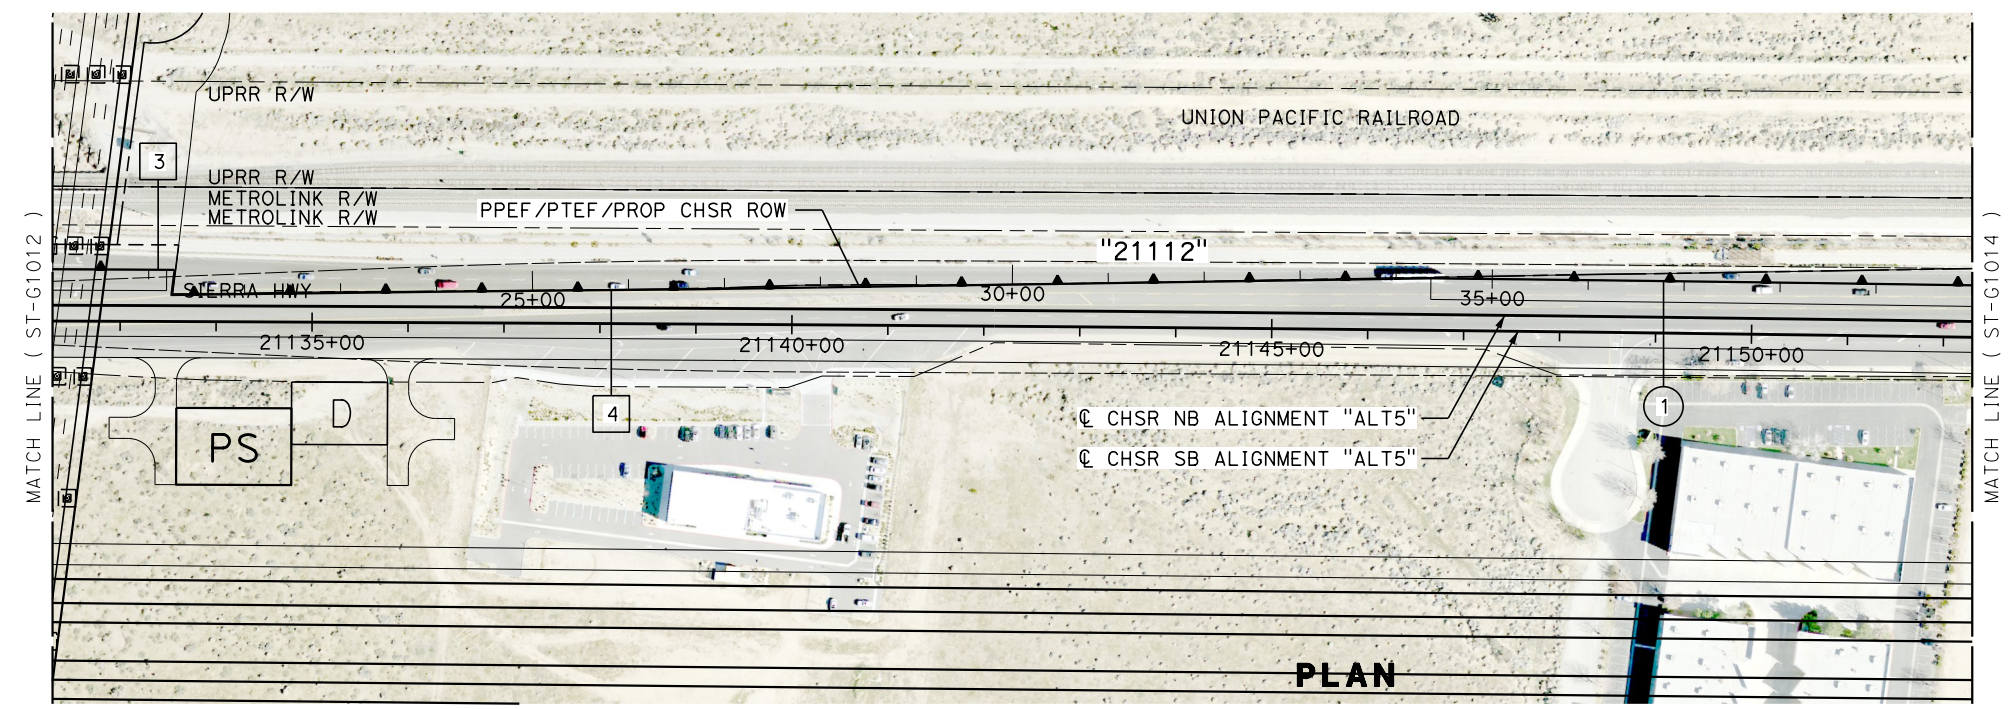 UPRR R/W
UNION PACIFIC RAILROAD
3
UPRR R/W
METROLINK R/W
METROLINK R/W
PPEF/PTEF/PROP CHSR ROW
"21112"
SIERRA HWY
25+00
30+00
35+00
21135+00
21140+00
21145+00
21150+00
PS
D
4
1
℄ CHSR NB ALIGNMENT "ALT5"
℄ CHSR SB ALIGNMENT "ALT5"
PLAN
MATCH LINE ( ST-G1012 )
MATCH LINE ( ST-G1014 )